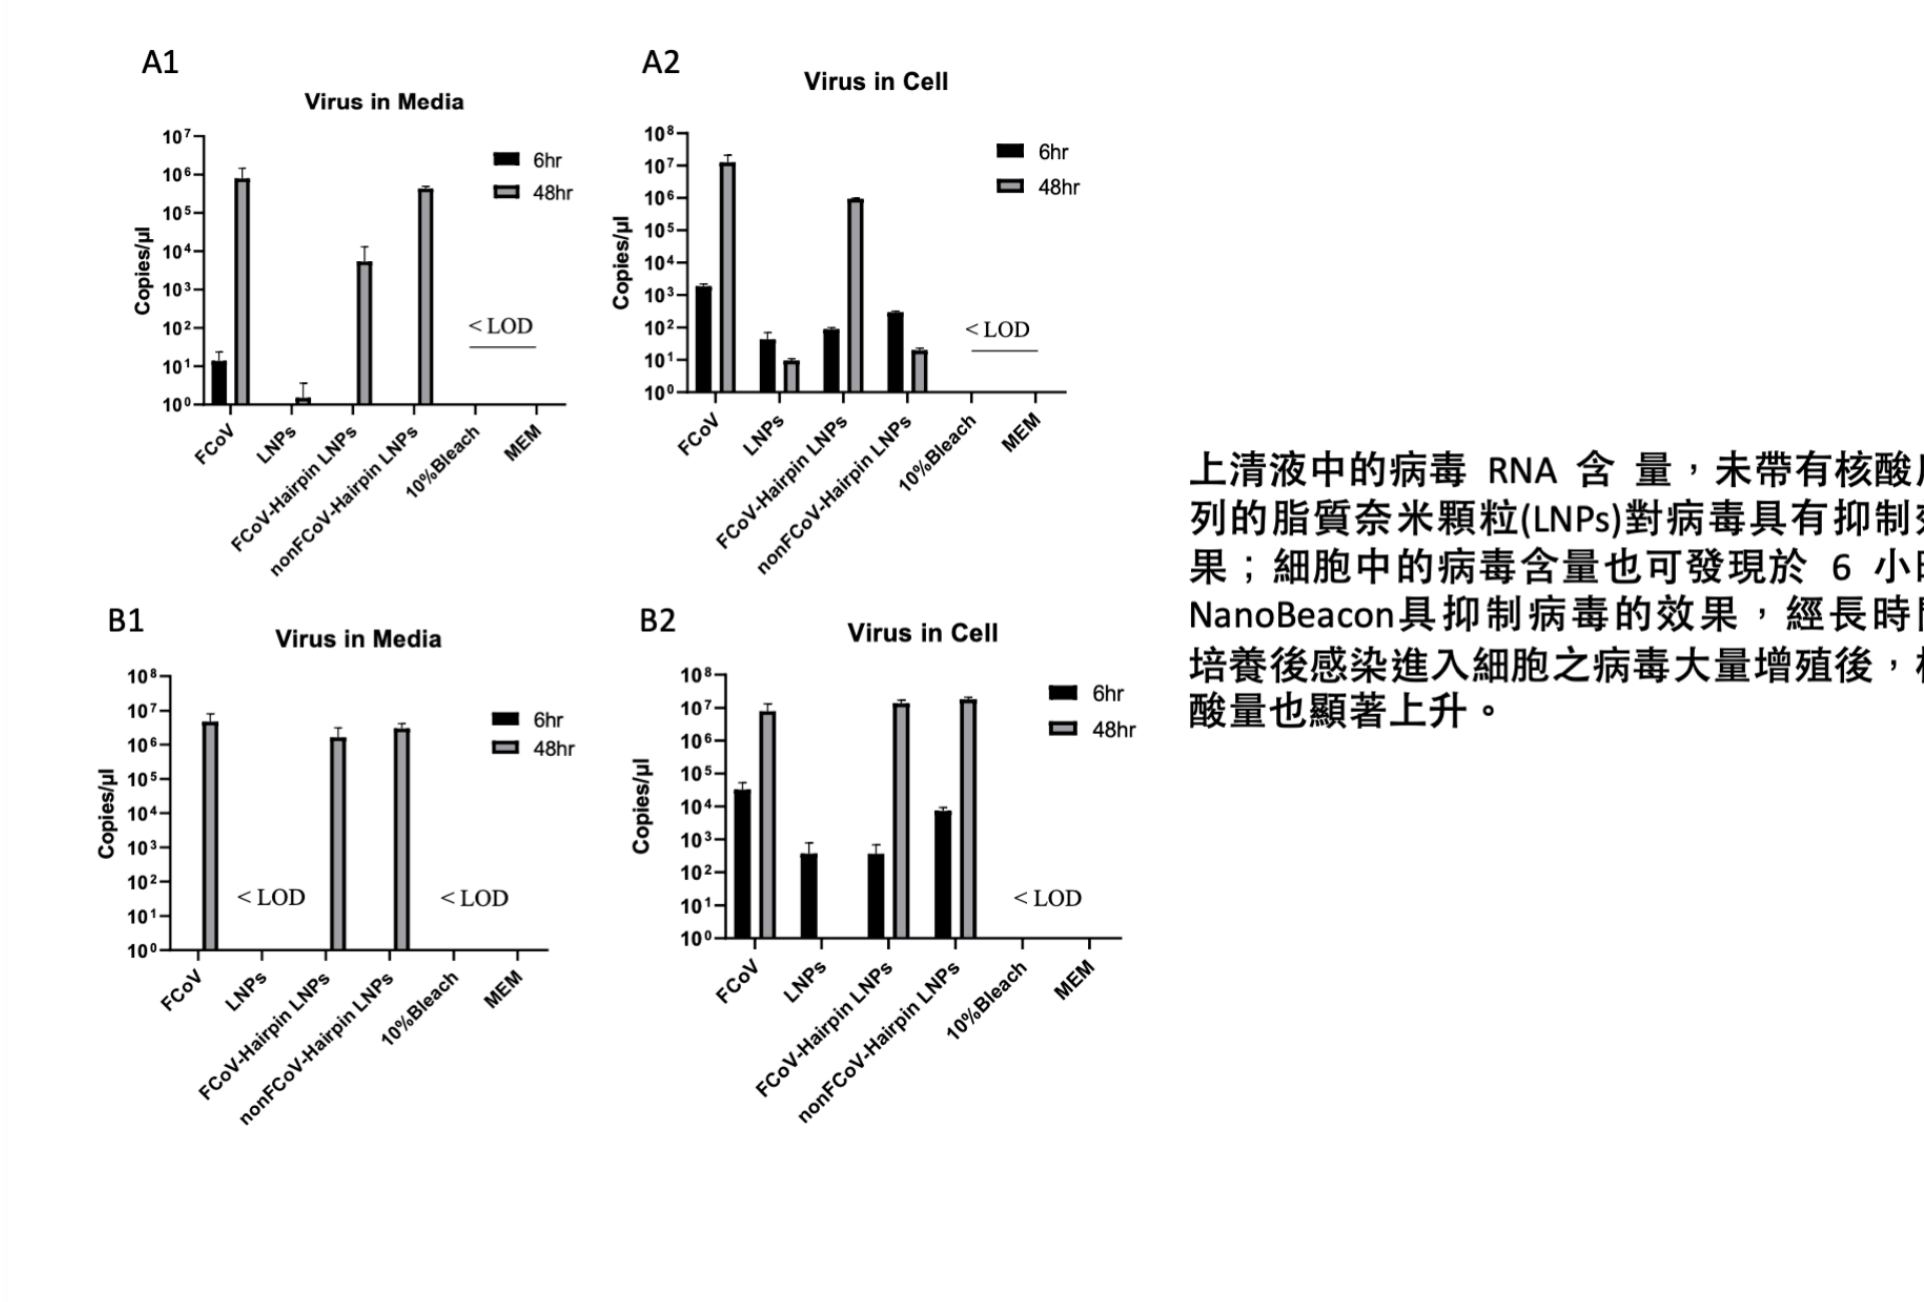 A1
Virus in Media
10⁷
10⁶
10⁵
10⁴
10³
10²
10¹
10⁰
Copies/µl
6hr
48hr
< LOD
FCoV
LNPs
FCoV-Hairpin LNPs
nonFCoV-Hairpin LNPs
10%Bleach
MEM
A2
Virus in Cell
10⁸
10⁷
10⁶
10⁵
10⁴
10³
10²
10¹
10⁰
Copies/µl
6hr
48hr
< LOD
FCoV
LNPs
FCoV-Hairpin LNPs
nonFCoV-Hairpin LNPs
10%Bleach
MEM
B1
Virus in Media
10⁸
10⁷
10⁶
10⁵
10⁴
10³
10²
10¹
10⁰
Copies/µl
6hr
48hr
< LOD
< LOD
FCoV
LNPs
FCoV-Hairpin LNPs
nonFCoV-Hairpin LNPs
10%Bleach
MEM
B2
Virus in Cell
10⁸
10⁷
10⁶
10⁵
10⁴
10³
10²
10¹
10⁰
Copies/µl
6hr
48hr
< LOD
FCoV
LNPs
FCoV-Hairpin LNPs
nonFCoV-Hairpin LNPs
10%Bleach
MEM
上清液中的病毒 RNA 含 量，未帶有核酸
列的脂質奈米顆粒(LNPs)對病毒具有抑制
果；細胞中的病毒含量也可發現於 6 小
NanoBeacon具抑制病毒的效果，經長時
培養後感染進入細胞之病毒大量增殖後，
酸量也顯著上升。